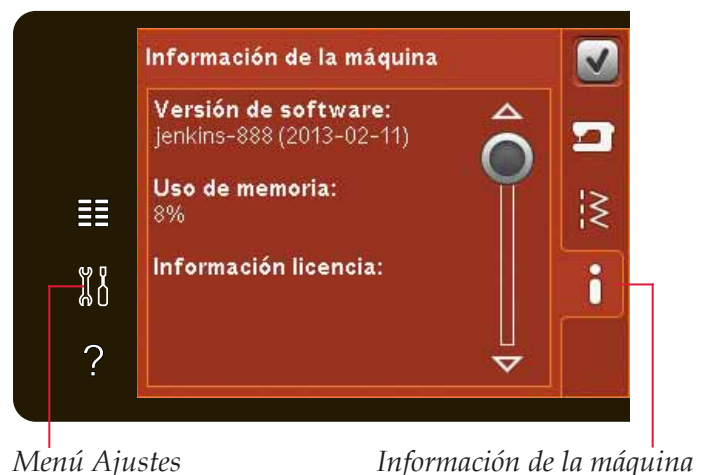 Información de la máquina
Versión de software:
jenkins-888 (2013-02-11)
Uso de memoria:
8%
Información licencia:
?
Menú Ajustes
Información de la máquina